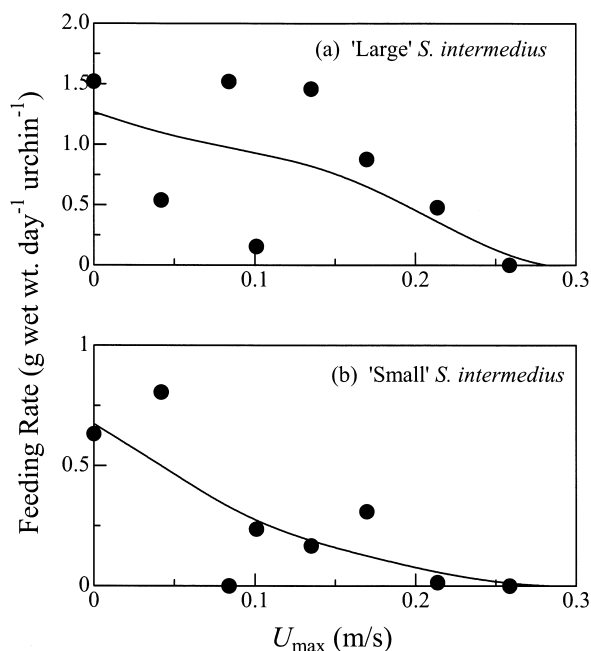 Feeding Rate (g wet wt. day⁻¹ urchin⁻¹)
2.0
(a) 'Large' S. intermedius
1.5
1.0
0.5
0
0 0.1 0.2 0.3
1
(b) 'Small' S. intermedius
0.5
0
0 0.1 0.2 0.3
Umax (m/s)